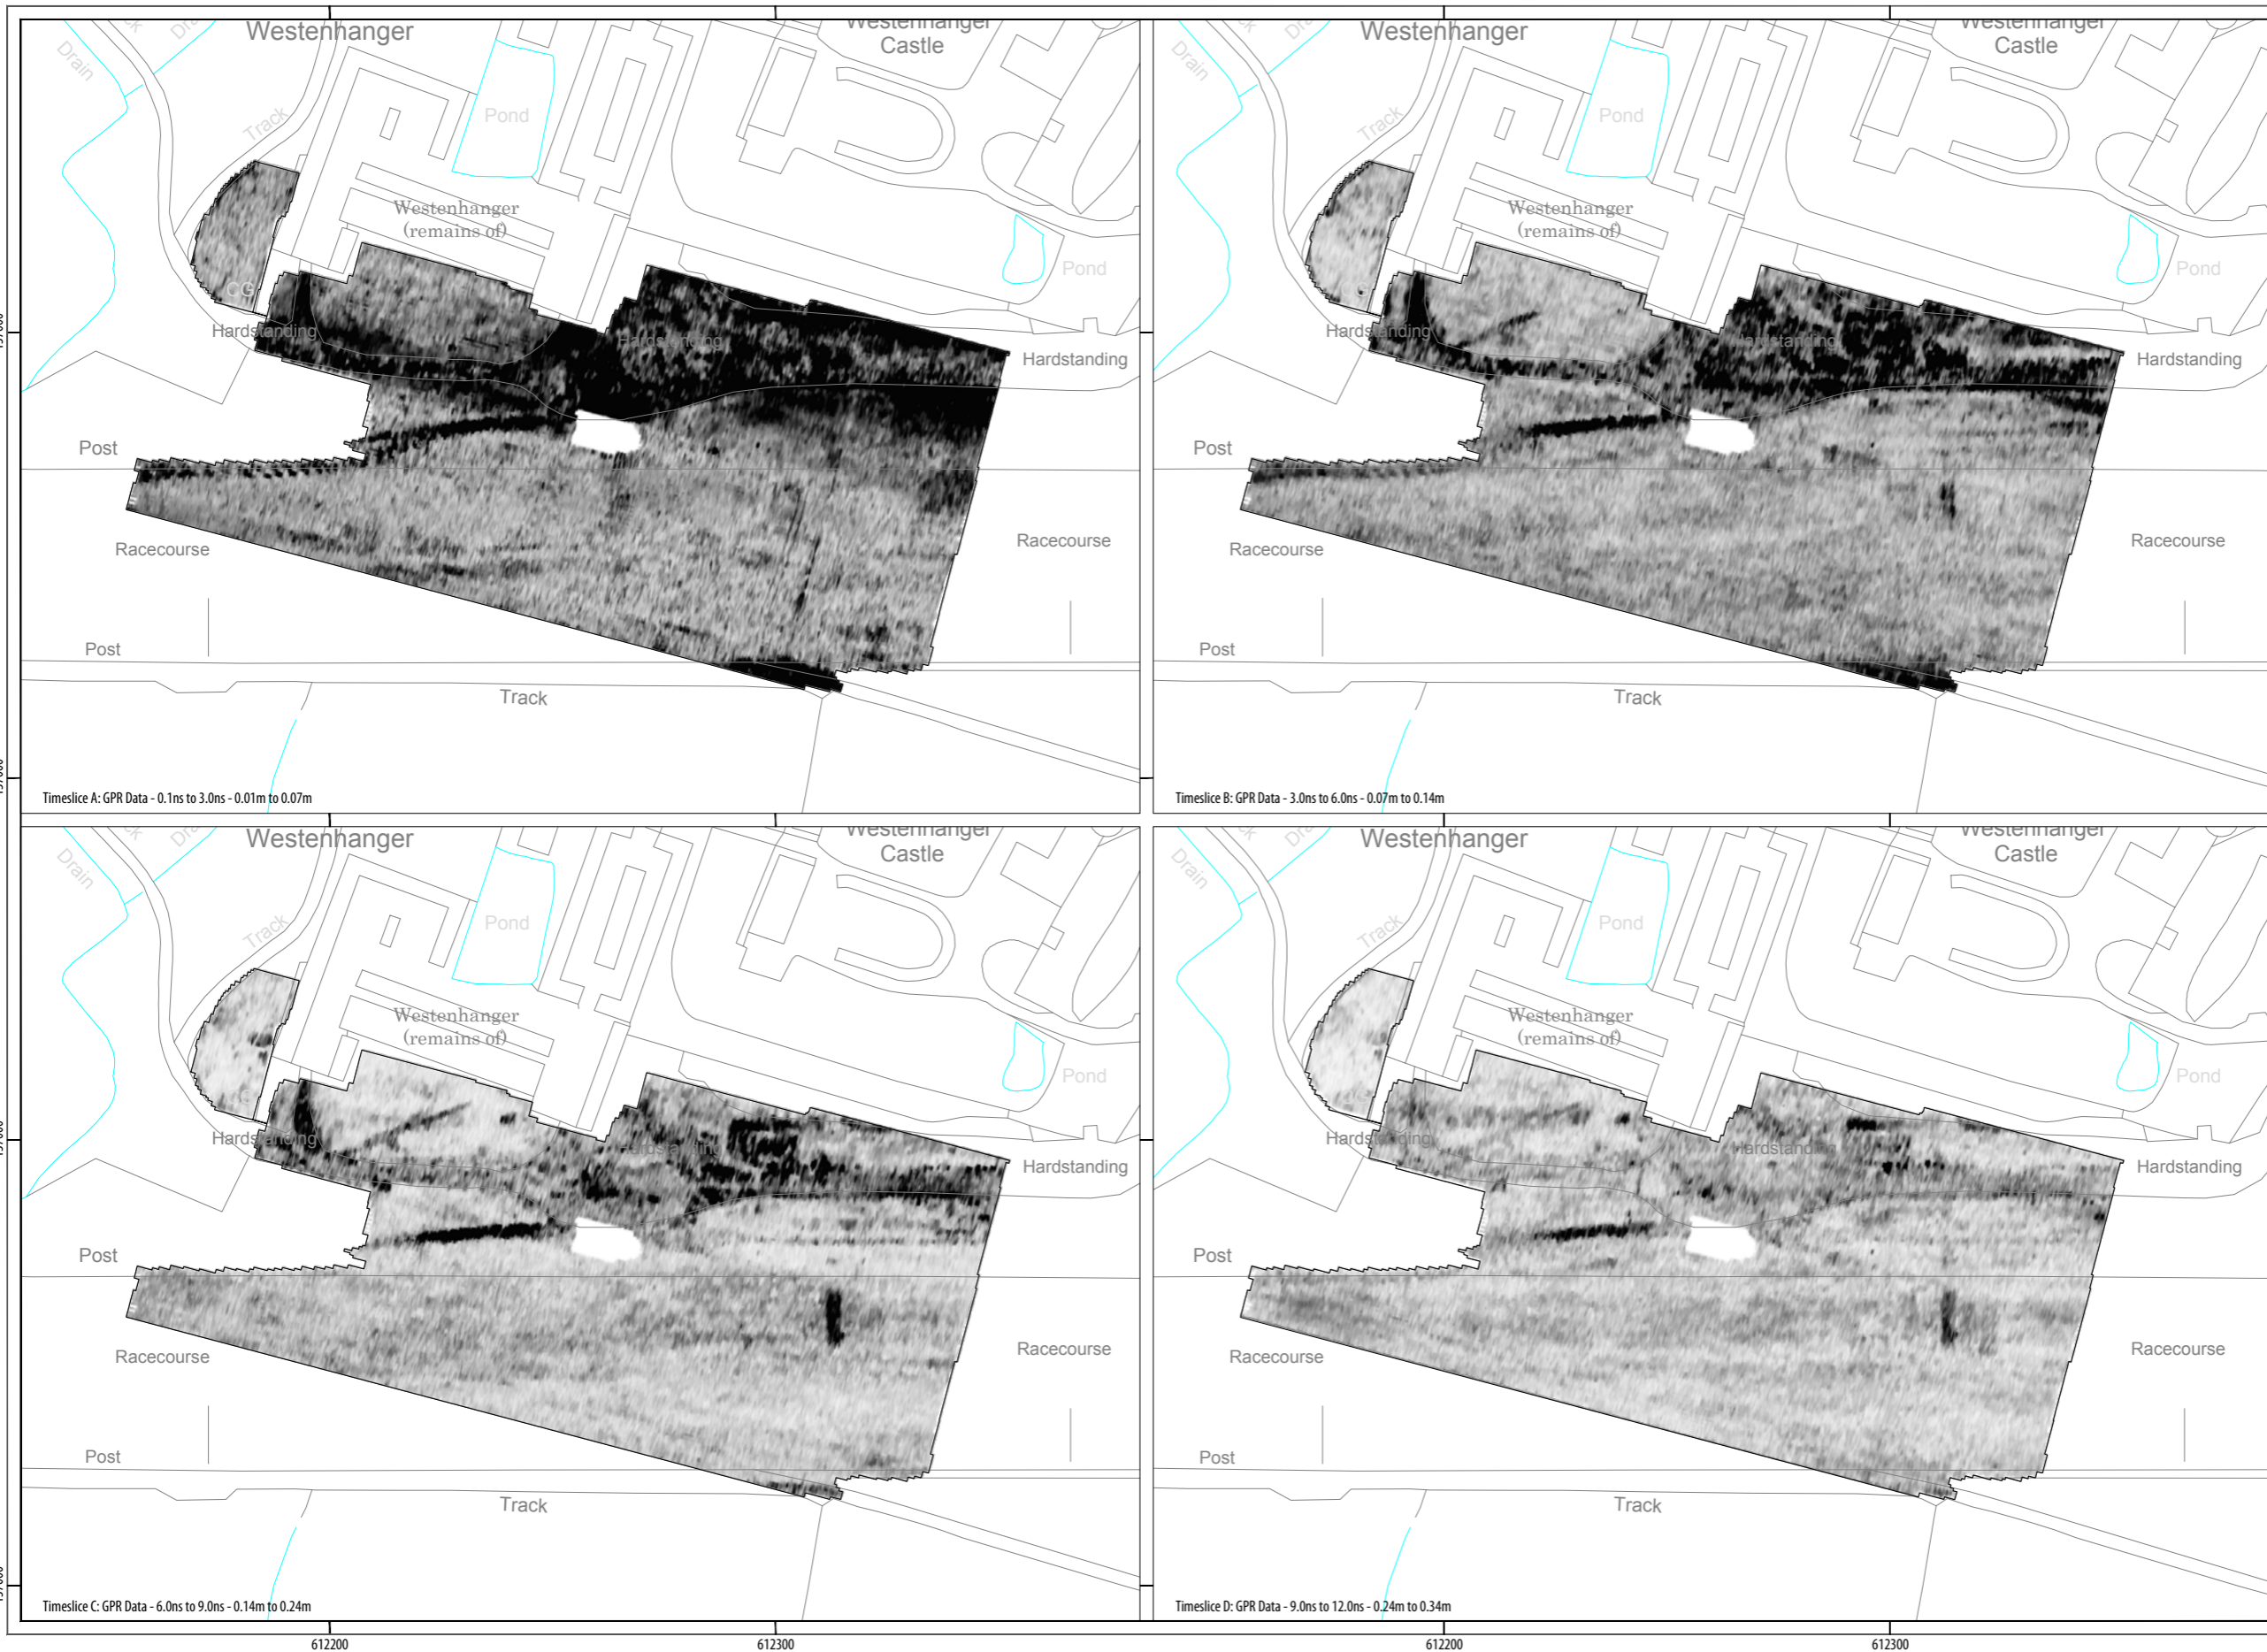 Westenhanger
Westenhanger
Castle
Drain
Track
Pond
Westenhanger
(remains of)
Pond
CG
Hardstanding
Hardstanding
Hardstanding
Post
Racecourse
Racecourse
Post
Track
Timeslice A: GPR Data - 0.1ns to 3.0ns - 0.01m to 0.07m
Westenhanger
Westenhanger
Castle
Drain
Track
Pond
Westenhanger
(remains of)
Pond
Hardstanding
Hardstanding
Hardstanding
Post
Racecourse
Racecourse
Post
Track
Timeslice B: GPR Data - 3.0ns to 6.0ns - 0.07m to 0.14m
Westenhanger
Westenhanger
Castle
Drain
Track
Pond
Westenhanger
(remains of)
Pond
Hardstanding
Hardstanding
Hardstanding
Post
Racecourse
Racecourse
Post
Track
Timeslice C: GPR Data - 6.0ns to 9.0ns - 0.14m to 0.24m
Westenhanger
Westenhanger
Castle
Drain
Track
Pond
Westenhanger
(remains of)
Pond
Hardstanding
Hardstanding
Hardstanding
Post
Racecourse
Racecourse
Post
Track
Timeslice D: GPR Data - 9.0ns to 12.0ns - 0.24m to 0.34m
612200
612300
612200
612300